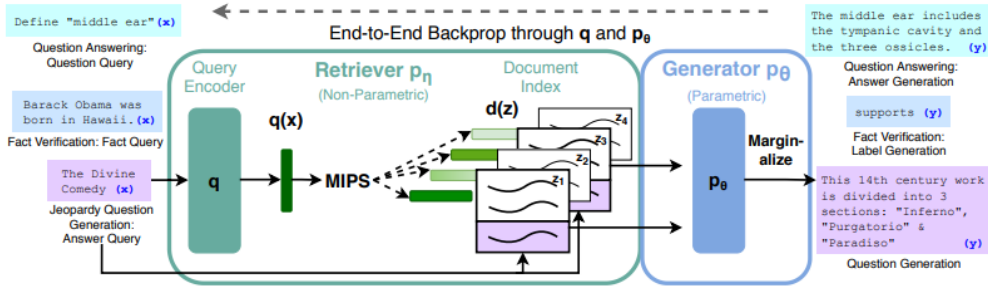 Define "middle ear" (x)
Question Answering:
Question Query
Barack Obama was
born in Hawaii. (x)
Fact Verification: Fact Query
The Divine
Comedy (x)
Jeopardy Question
Generation:
Answer Query
End-to-End Backprop through q and pθ
Query
Encoder
q
Retriever pη
(Non-Parametric)
q(x)
MIPS
Document
Index
d(z)
z4
z3
z2
z1
Generator pθ
(Parametric)
pθ
Margin-
alize
The middle ear includes
the tympanic cavity and
the three ossicles. (y)
Question Answering:
Answer Generation
supports (y)
Fact Verification:
Label Generation
This 14th century work
is divided into 3
sections: "Inferno",
"Purgatorio" &
"Paradiso" (y)
Question Generation